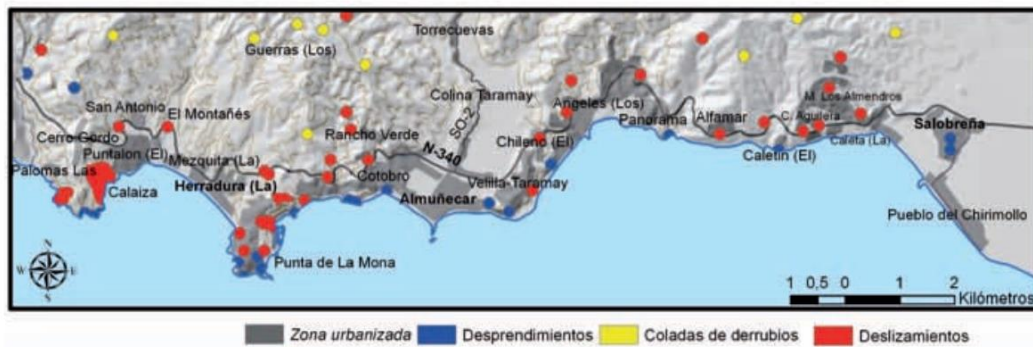 Torrecuevas
Guerras (Los)
Colina Taramay
SO-2
M. Los Almendros
San Antonio
El Montañés
Angeles (Los)
Panorama
Alfamar
C. Aguilera
Cerro Gordo
Rancho Verde
Chileno (El)
Salobreña
Puntalon (El)
N-340
Caleta (La)
Mezquita (La)
Caletin (El)
Palomas Las
Cotobro
Velilla-Taramay
Calaiza
Herradura (La)
Almuñecar
Pueblo del Chirimollo
Punta de La Mona
N
W E
S
1 0,5 0 1 2
Kilómetros
Zona urbanizada Desprendimientos Coladas de derrubios Deslizamientos